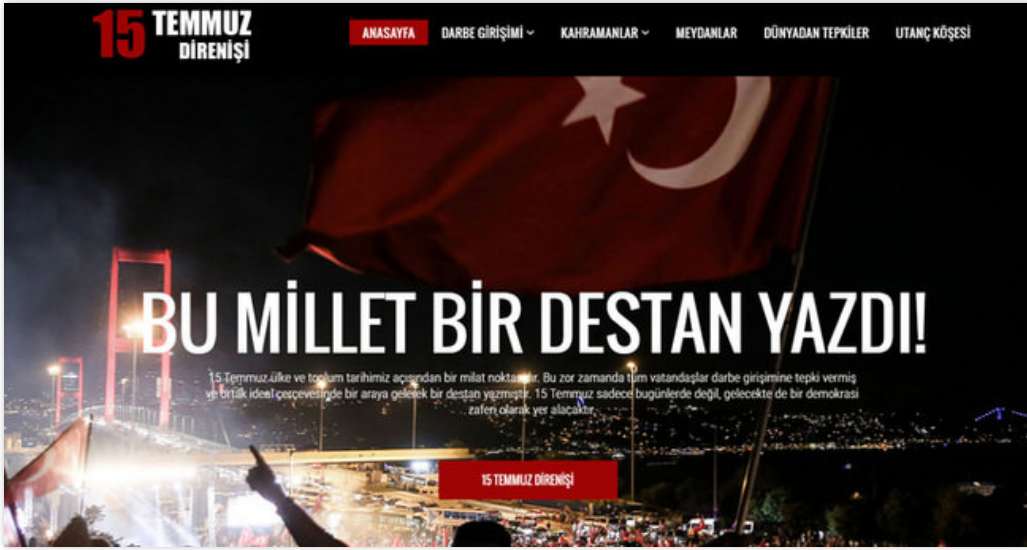 15 TEMMUZ
DİRENİŞİ
ANASAYFA DARBE GİRİŞİMİ KAHRAMANLAR MEYDANLAR DÜNYADAN TEPKİLER UTANÇ KÖŞESİ
BU MİLLET BİR DESTAN YAZDI!
15 Temmuz ülke ve toplum tarihimiz açısından bir milat noktasıdır. Bu zor zamanda tüm vatandaşlar darbe girişimine tepki vermiş
ve ortak ideal çerçevesinde bir araya gelerek bir destan yazmıştır. 15 Temmuz sadece bugünlerde değil, gelecekte de bir demokrasi
zaferi olarak yer alacaktır.
15 TEMMUZ DİRENİŞİ